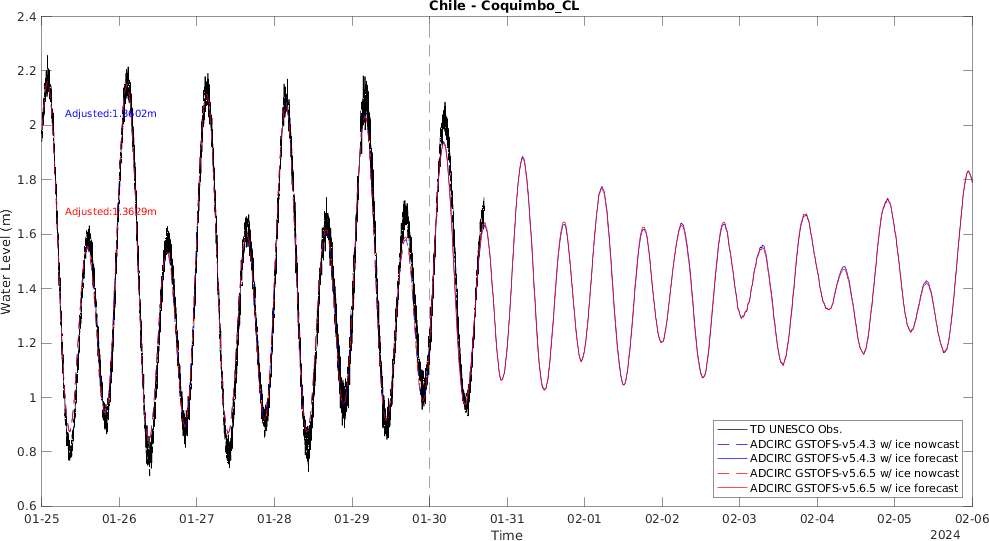 Chile - Coquimbo_CL
2.4
2.2
2
1.8
1.6
1.4
1.2
1
0.8
0.6
Water Level (m)
Adjusted:1.3602m
Adjusted:1.3629m
TD UNESCO Obs.
ADCIRC GSTOFS-v5.4.3 w/ ice nowcast
ADCIRC GSTOFS-v5.4.3 w/ ice forecast
ADCIRC GSTOFS-v5.6.5 w/ ice nowcast
ADCIRC GSTOFS-v5.6.5 w/ ice forecast
01-25 01-26 01-27 01-28 01-29 01-30 01-31 02-01 02-02 02-03 02-04 02-05 02-06
Time
2024